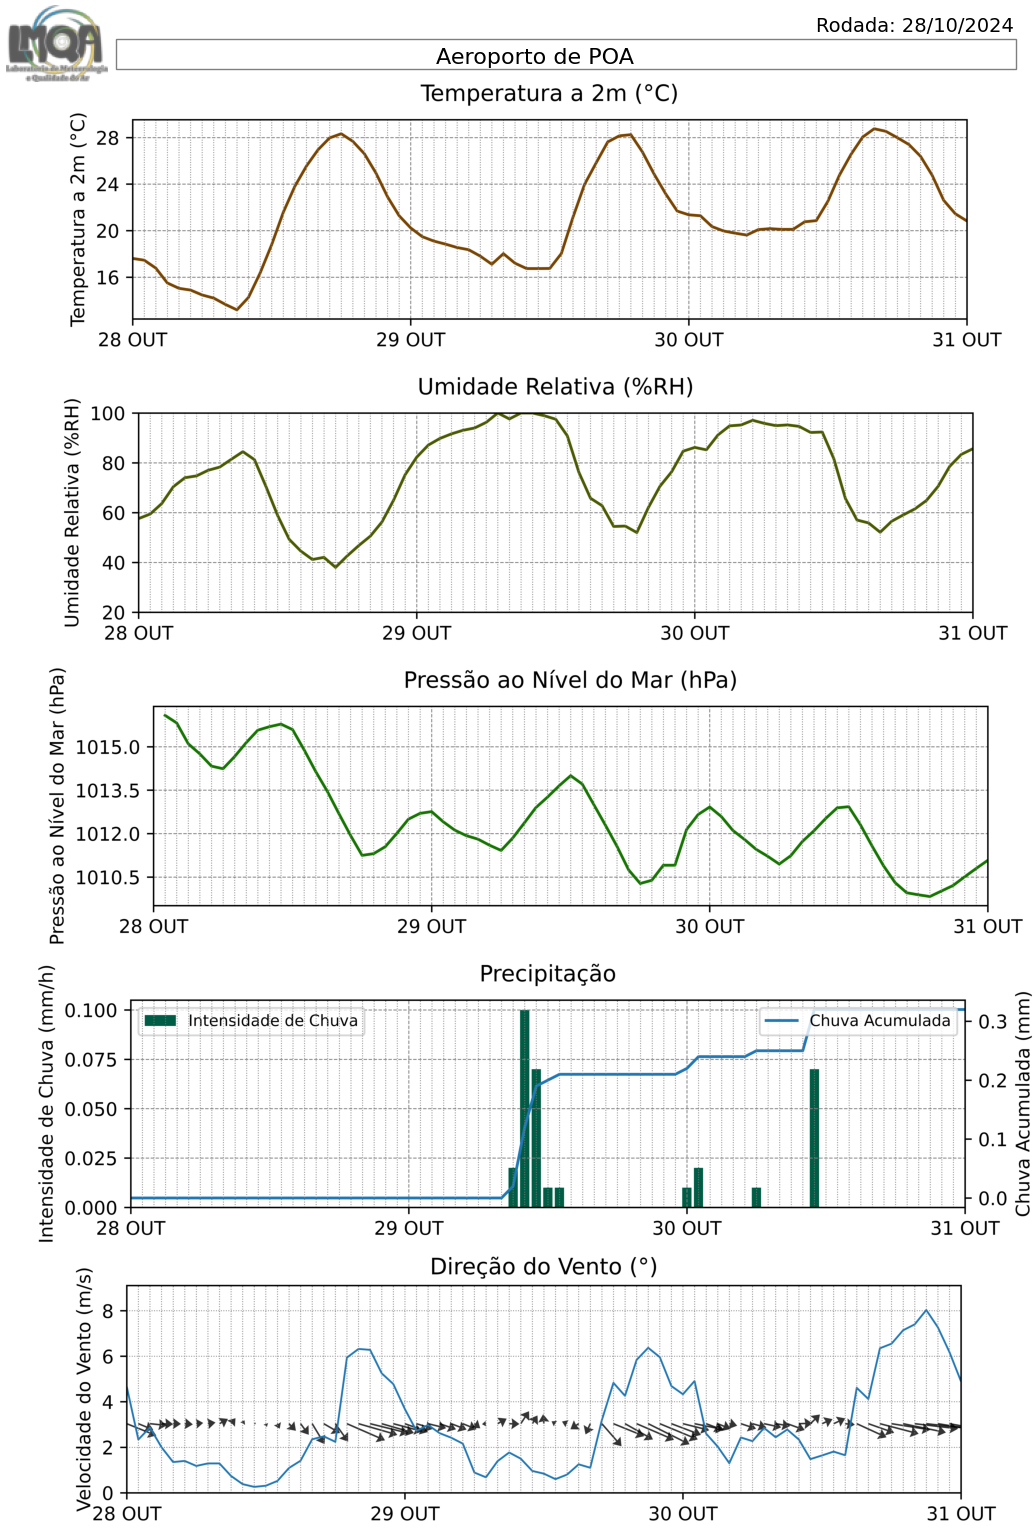 LMQA
Laboratório de Meteorologia
e Qualidade do Ar
Rodada: 28/10/2024
Aeroporto de POA
Temperatura a 2m (°C)
Temperatura a 2m (°C)
28
24
20
16
28 OUT 29 OUT 30 OUT 31 OUT
Umidade Relativa (%RH)
Umidade Relativa (%RH)
100
80
60
40
20
28 OUT 29 OUT 30 OUT 31 OUT
Pressão ao Nível do Mar (hPa)
Pressão ao Nível do Mar (hPa)
1015.0
1013.5
1012.0
1010.5
28 OUT 29 OUT 30 OUT 31 OUT
Precipitação
Intensidade de Chuva (mm/h)
0.100
0.075
0.050
0.025
0.000
Intensidade de Chuva
Chuva Acumulada
0.3
0.2
0.1
0.0
Chuva Acumulada (mm)
28 OUT 29 OUT 30 OUT 31 OUT
Direção do Vento (°)
Velocidade do Vento (m/s)
8
6
4
2
0
28 OUT 29 OUT 30 OUT 31 OUT